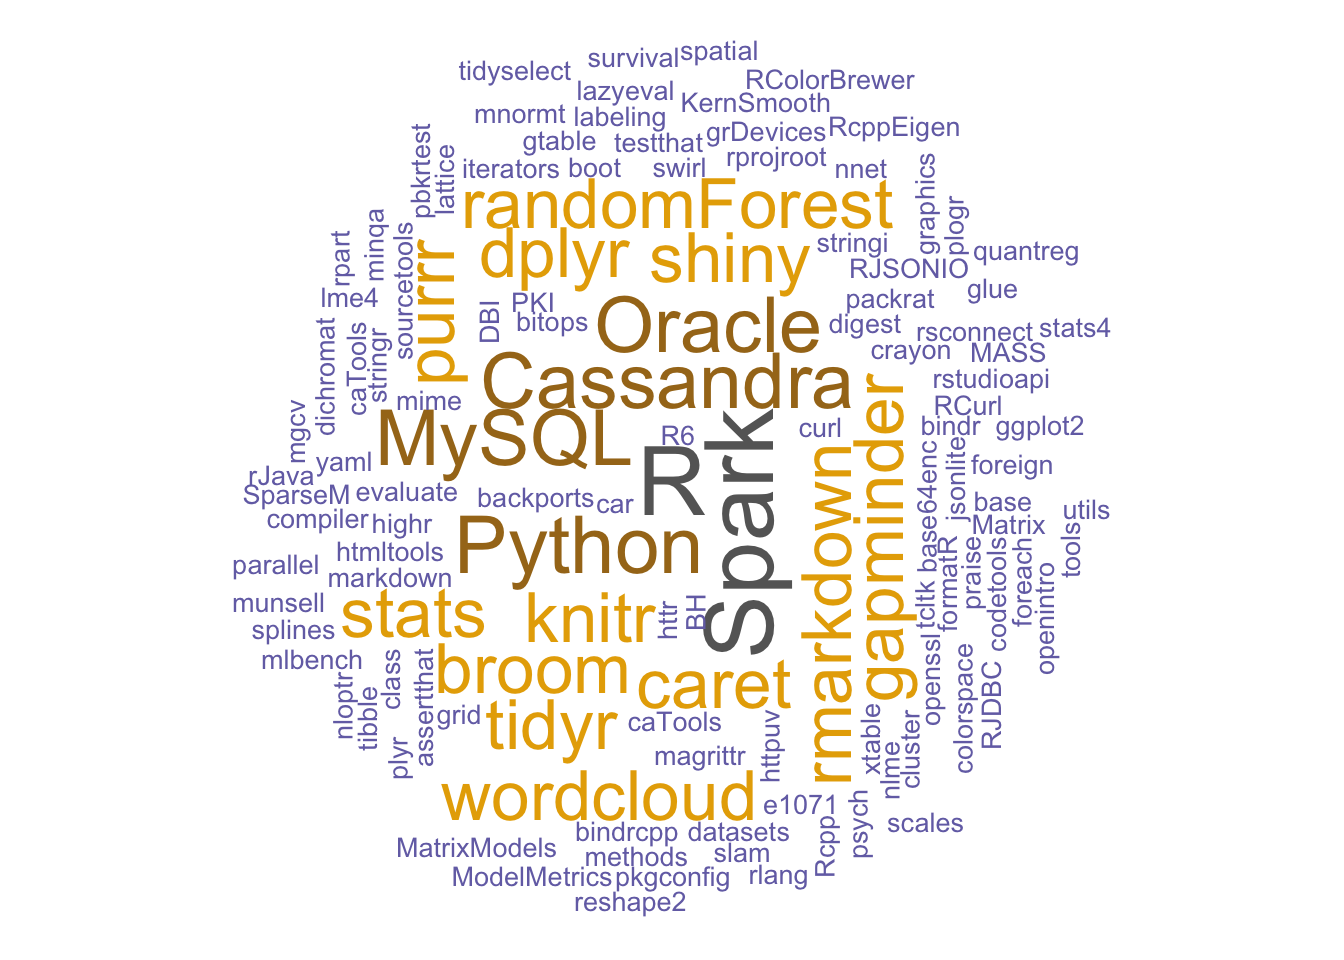 survival
spatial
tidyselect
RColorBrewer
lazyeval
KernSmooth
mnormt
labeling
grDevices
RcppEigen
gtable
testthat
rprojroot
pbkrtest
lattice
iterators
boot
swirl
nnet
randomForest
graphics
plogr
rpart
minqa
sourcetools
purrr
dplyr
shiny
stringi
quantreg
RJSONIO
lme4
DBI
PKI
bitops
Oracle
packrat
glue
digest
rsconnect
stats4
dichromat
caTools
stringr
crayon
MASS
Cassandra
rstudioapi
mime
RCurl
mgcv
MySQL
R6
Spark
curl
gapminder
bindr
ggplot2
rJava
yaml
R
rmarkdown
base64enc
jsonlite
foreign
SparseM
evaluate
backports
car
base
utils
compiler
highr
Matrix
tools
Python
htmltools
parallel
markdown
tcltk
formatR
praise
codetools
foreach
openintro
munsell
stats
knitr
httr
BH
splines
mlbench
class
assertthat
broom
caret
openssl
colorspace
RJDBC
nloptr
tibble
grid
tidyr
caTools
xtable
plyr
magrittr
httpuv
nlme
cluster
wordcloud
e1071
Rcpp
psych
scales
bindrcpp
datasets
MatrixModels
methods
slam
ModelMetrics
pkgconfig
rlang
reshape2